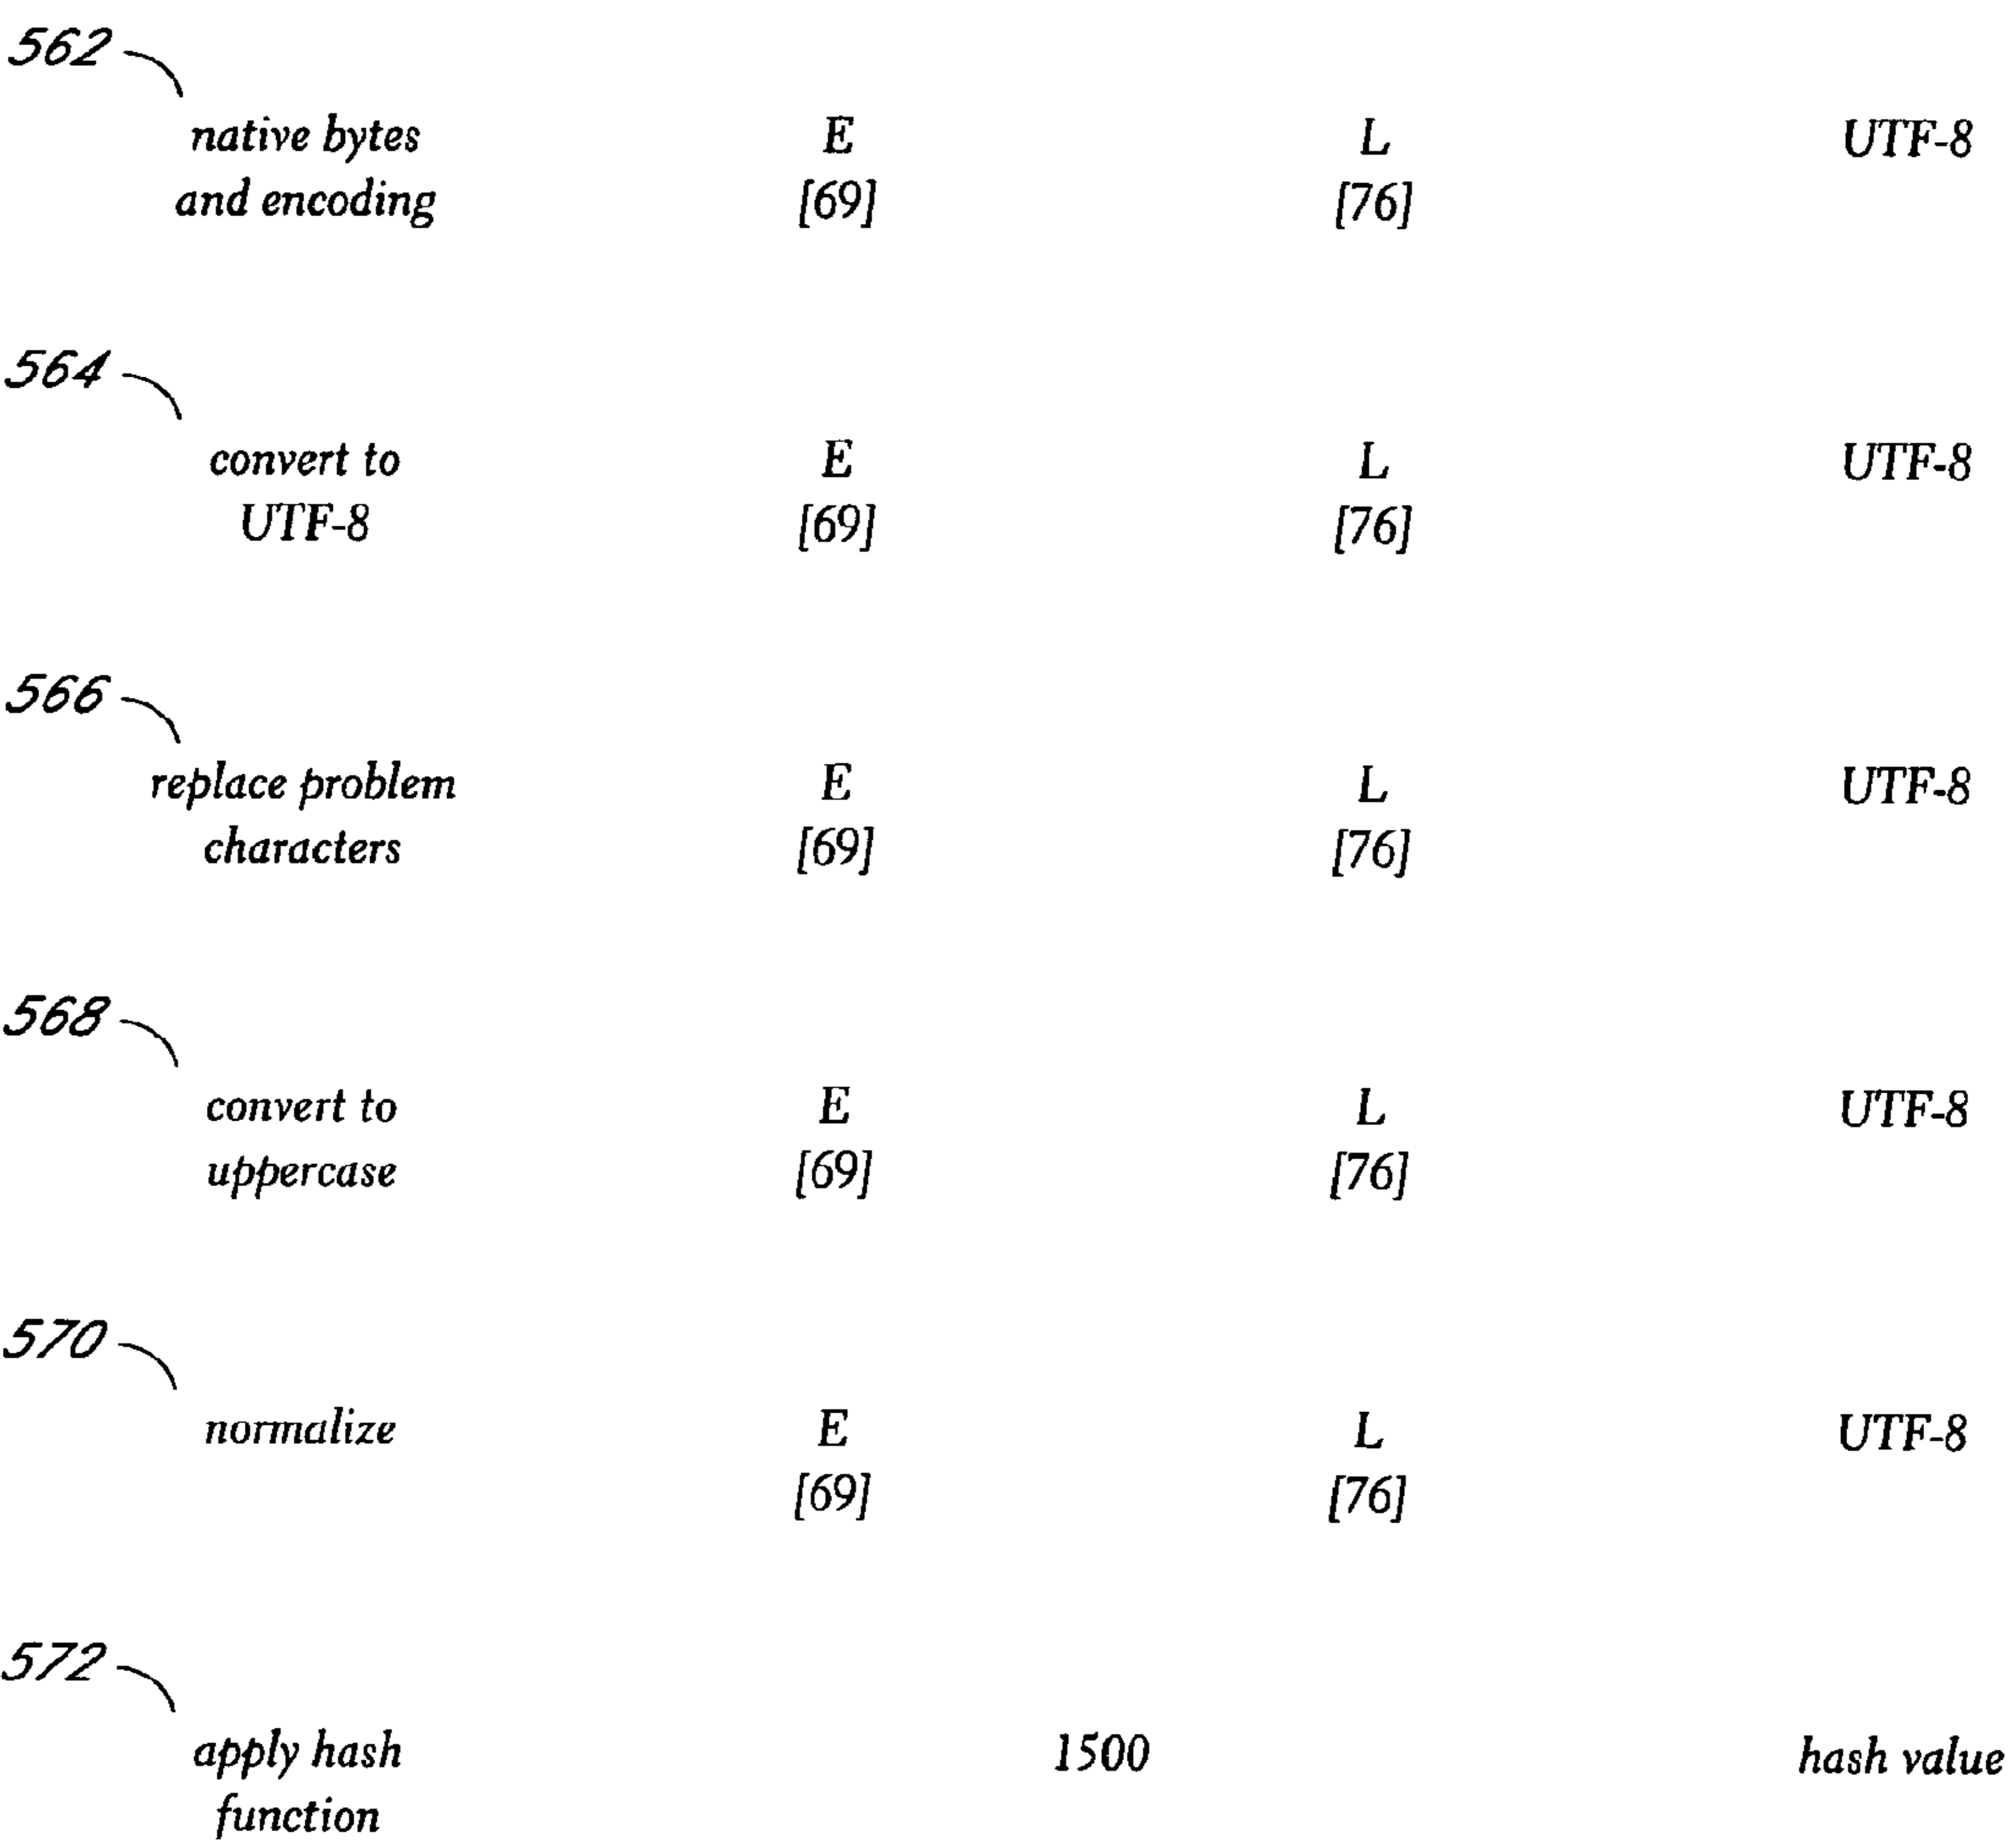 562
native bytes E L UTF-8
and encoding [69] [76]
564
convert to E L UTF-8
UTF-8 [69] [76]
566
replace problem E L UTF-8
characters [69] [76]
568
convert to E L UTF-8
uppercase [69] [76]
570
normalize E L UTF-8
[69] [76]
572
apply hash 1500 hash value
function